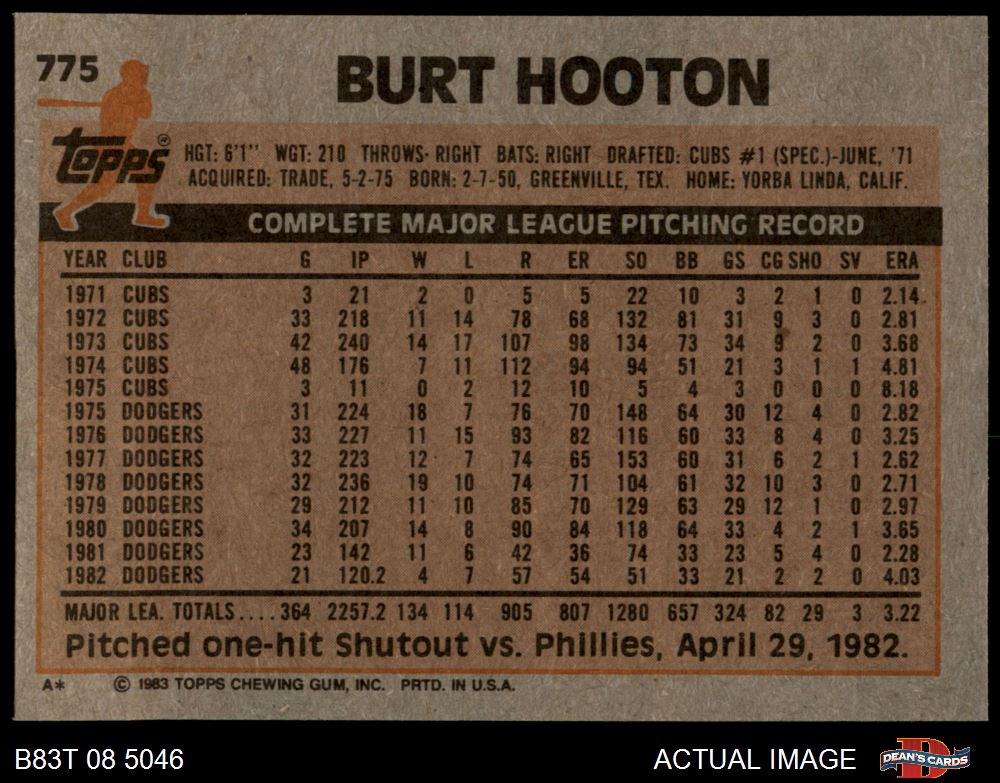 775
BURT HOOTON
Topps®
HGT: 6'1" WGT: 210 THROWS: RIGHT BATS: RIGHT DRAFTED: CUBS #1 (SPEC.)-JUNE, '71
ACQUIRED: TRADE, 5-2-75 BORN: 2-7-50, GREENVILLE, TEX. HOME: YORBA LINDA, CALIF.
COMPLETE MAJOR LEAGUE PITCHING RECORD
YEAR CLUB G IP W L R ER SO BB GS CG SHO SV ERA
1971 CUBS 3 21 2 0 5 5 22 10 3 2 1 0 2.14
1972 CUBS 33 218 11 14 78 68 132 81 31 9 3 0 2.81
1973 CUBS 42 240 14 17 107 98 134 73 34 9 2 0 3.68
1974 CUBS 48 176 7 11 112 94 94 51 21 3 1 1 4.81
1975 CUBS 3 11 0 2 12 10 5 4 3 0 0 0 8.18
1975 DODGERS 31 224 18 7 76 70 148 64 30 12 4 0 2.82
1976 DODGERS 33 227 11 15 93 82 116 60 33 8 4 0 3.25
1977 DODGERS 32 223 12 7 74 65 153 60 31 6 2 1 2.62
1978 DODGERS 32 236 19 10 74 71 104 61 32 10 3 0 2.71
1979 DODGERS 29 212 11 10 85 70 129 63 29 12 1 0 2.97
1980 DODGERS 34 207 14 8 90 84 118 64 33 4 2 1 3.65
1981 DODGERS 23 142 11 6 42 36 74 33 23 5 4 0 2.28
1982 DODGERS 21 120.2 4 7 57 54 51 33 21 2 2 0 4.03
MAJOR LEA. TOTALS.... 364 2257.2 134 114 905 807 1280 657 324 82 29 3 3.22
Pitched one-hit Shutout vs. Phillies, April 29, 1982.
A* © 1983 TOPPS CHEWING GUM, INC. PRTD. IN U.S.A.
B83T 08 5046 ACTUAL IMAGE DEAN'S CARDS